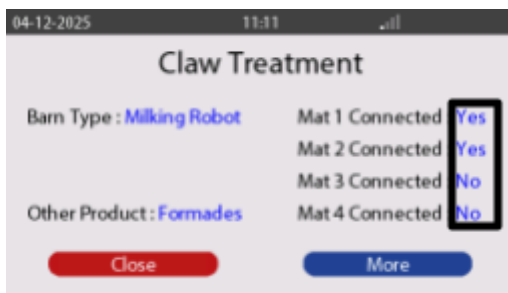 04-12-2025 11:11
Claw Treatment
Barn Type : Milking Robot Mat 1 Connected Yes
Mat 2 Connected Yes
Mat 3 Connected No
Other Product : Formades Mat 4 Connected No
Close More